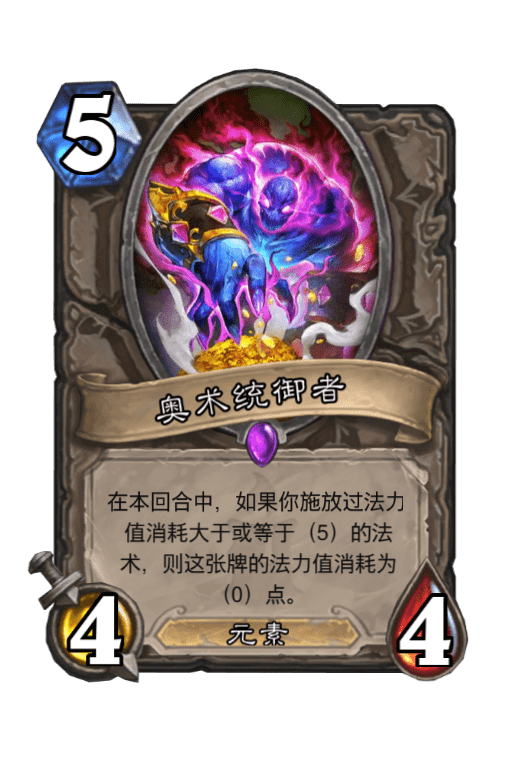 5
奥术统御者
在本回合中，如果你施放过法力
值消耗大于或等于（5）的法
术，则这张牌的法力值消耗为
（0）点。
4
元素
4